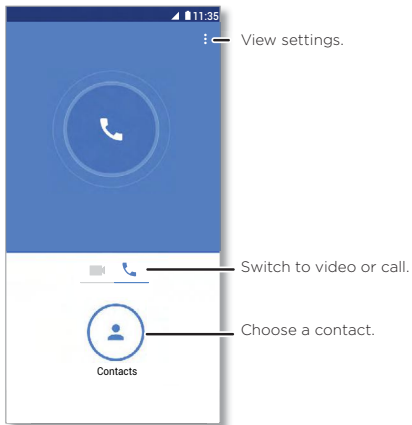 11:35
View settings.
Switch to video or call.
Choose a contact.
Contacts